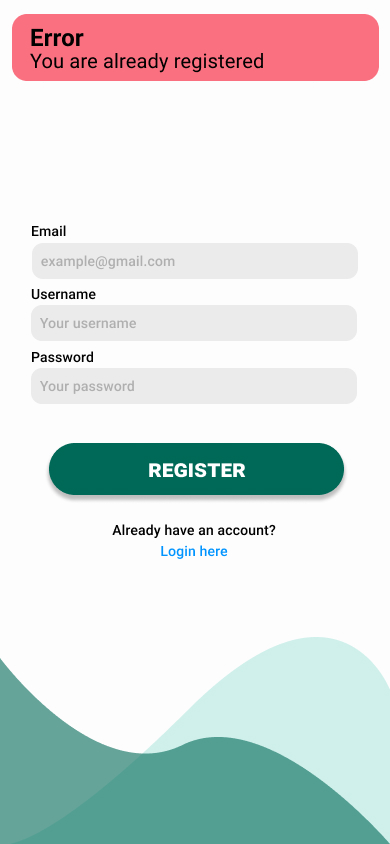 Error
You are already registered
Email
example@gmail.com
Username
Your username
Password
Your password
REGISTER
Already have an account?
Login here